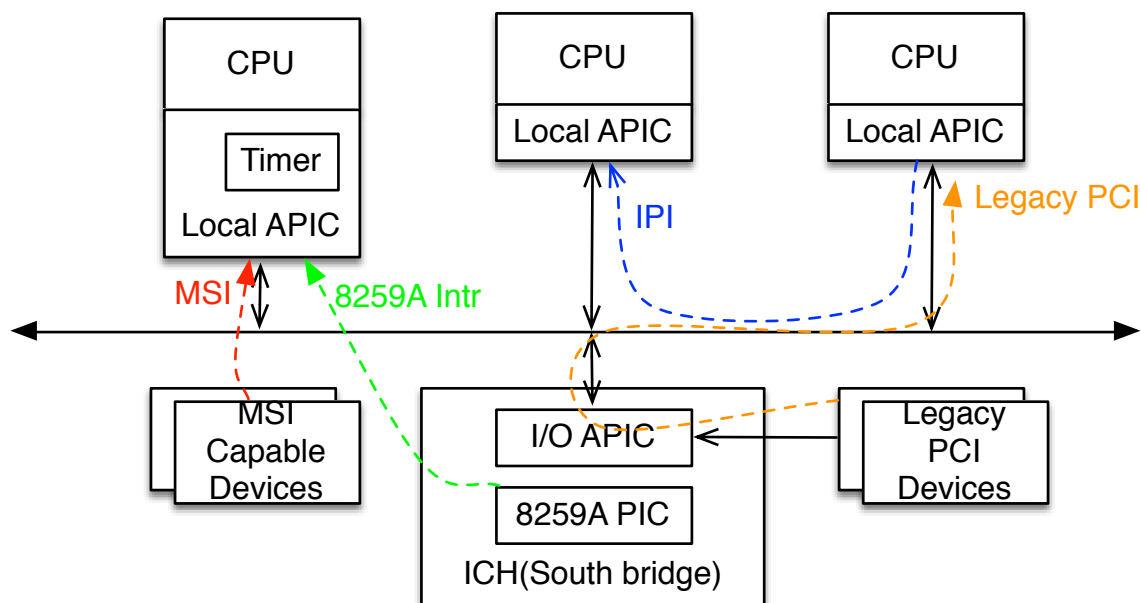 CPU
CPU
CPU
Timer
Local APIC
Local APIC
Local APIC
IPI
Legacy PCI
MSI
8259A Intr
MSI
Capable
Devices
I/O APIC
8259A PIC
ICH(South bridge)
Legacy
PCI
Devices